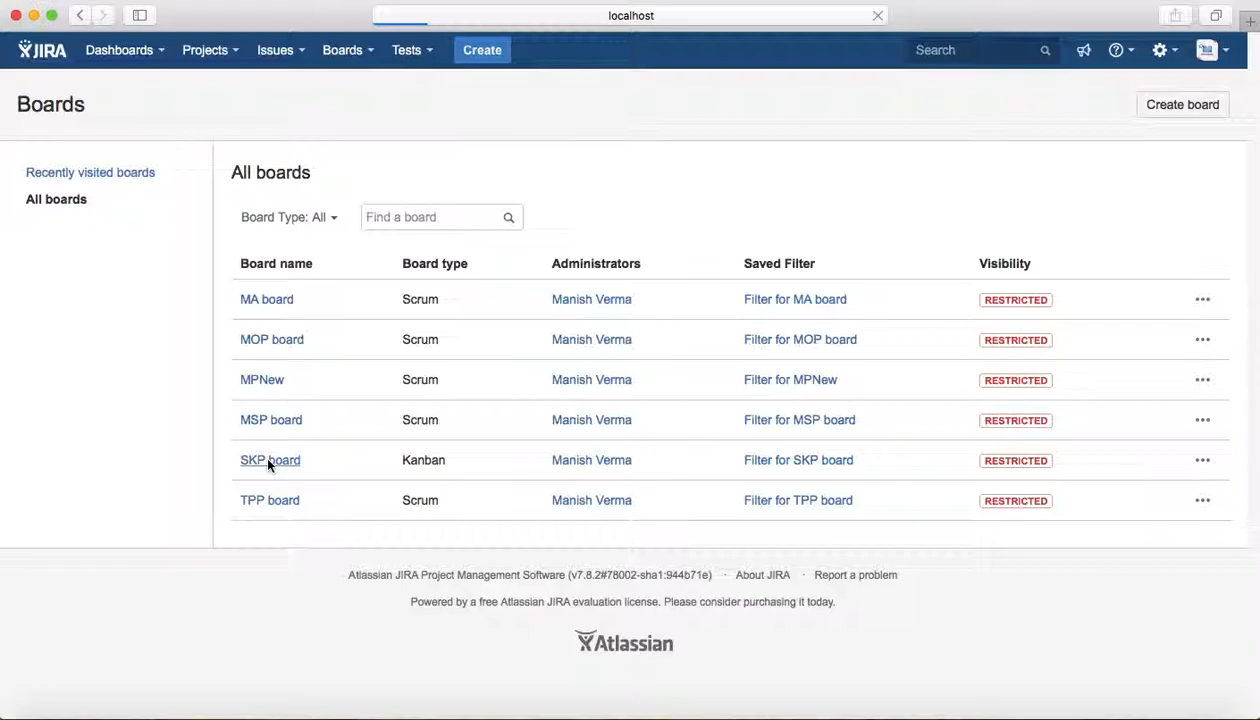 localhost
JIRA Dashboards Projects Issues Boards Tests Create Search
Boards
Create board
Recently visited boards
All boards
All boards
Board Type: All Find a board
Board name Board type Administrators Saved Filter Visibility
MA board Scrum Manish Verma Filter for MA board RESTRICTED
MOP board Scrum Manish Verma Filter for MOP board RESTRICTED
MPNew Scrum Manish Verma Filter for MPNew RESTRICTED
MSP board Scrum Manish Verma Filter for MSP board RESTRICTED
SKP board Kanban Manish Verma Filter for SKP board RESTRICTED
TPP board Scrum Manish Verma Filter for TPP board RESTRICTED
Atlassian JIRA Project Management Software (v7.8.2#78002-sha1:944b71e) · About JIRA · Report a problem
Powered by a free Atlassian JIRA evaluation license. Please consider purchasing it today.
Atlassian